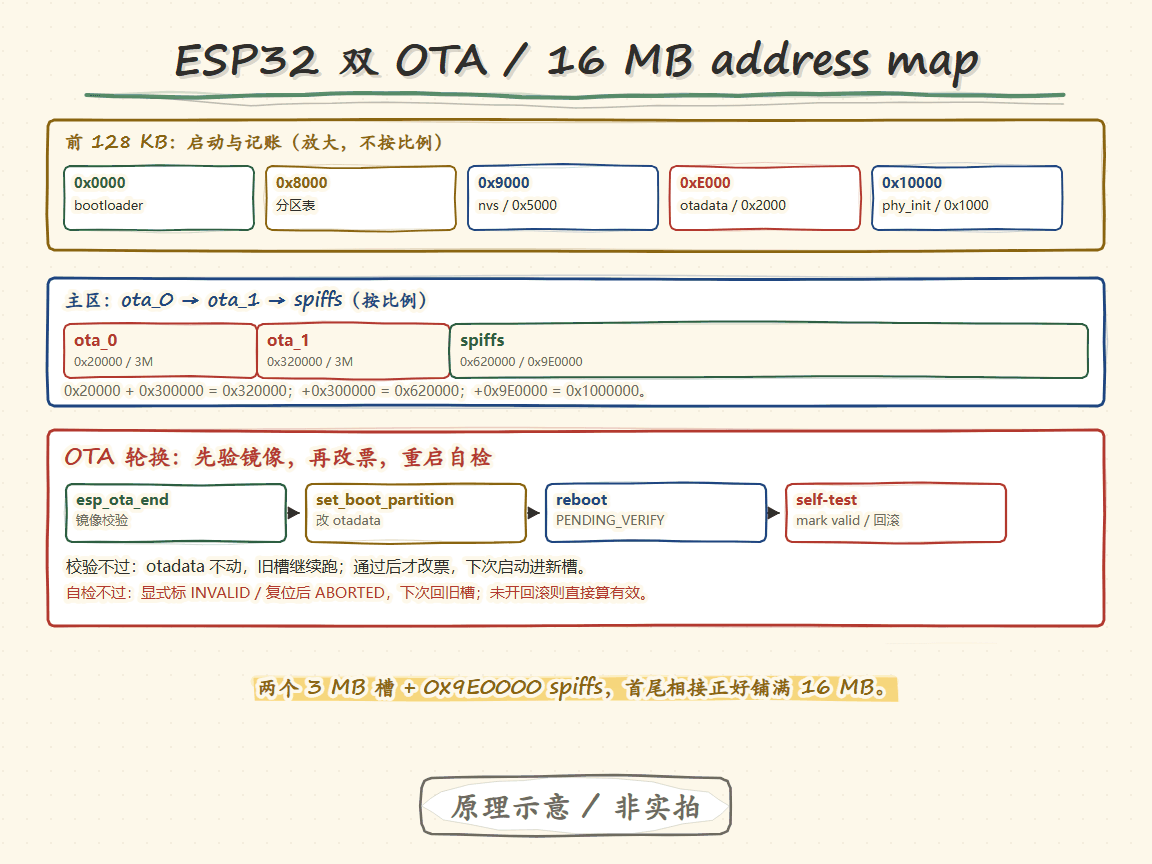 ESP32 双 OTA / 16 MB address map
前 128 KB：启动与记账（放大，不按比例）
0x0000
bootloader
0x8000
分区表
0x9000
nvs / 0x5000
0xE000
otadata / 0x2000
0x10000
phy_init / 0x1000
主区：ota_0 → ota_1 → spiffs（按比例）
ota_0
0x20000 / 3M
ota_1
0x320000 / 3M
spiffs
0x620000 / 0x9E0000
0x20000 + 0x300000 = 0x320000；+0x300000 = 0x620000；+0x9E0000 = 0x1000000。
OTA 轮换：先验镜像，再改票，重启自检
esp_ota_end
镜像校验
set_boot_partition
改 otadata
reboot
PENDING_VERIFY
self-test
mark valid / 回滚
校验不过：otadata 不动，旧槽继续跑；通过后才改票，下次启动进新槽。
自检不过：显式标 INVALID / 复位后 ABORTED，下次回旧槽；未开回滚则直接算有效。
两个 3 MB 槽 + 0x9E0000 spiffs，首尾相接正好铺满 16 MB。
原理示意 / 非实拍